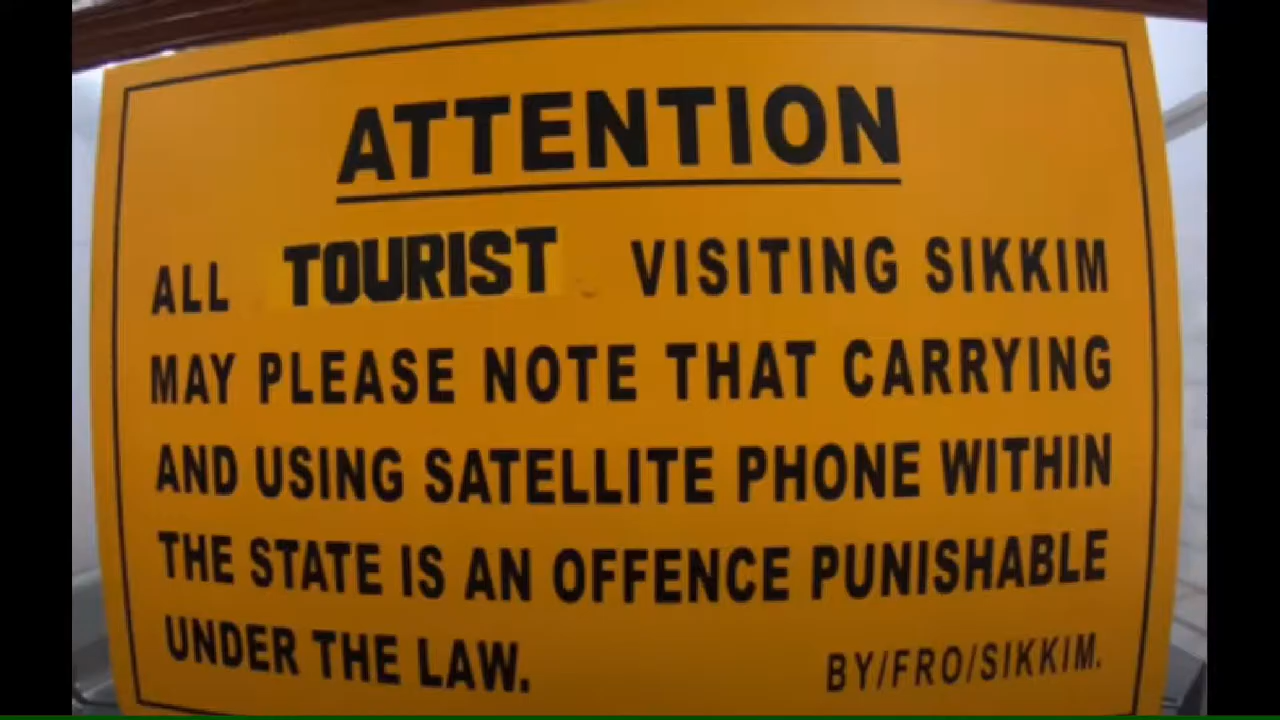 ATTENTION
ALL TOURIST VISITING SIKKIM
MAY PLEASE NOTE THAT CARRYING
AND USING SATELLITE PHONE WITHIN
THE STATE IS AN OFFENCE PUNISHABLE
UNDER THE LAW.
BY/FRO/SIKKIM.